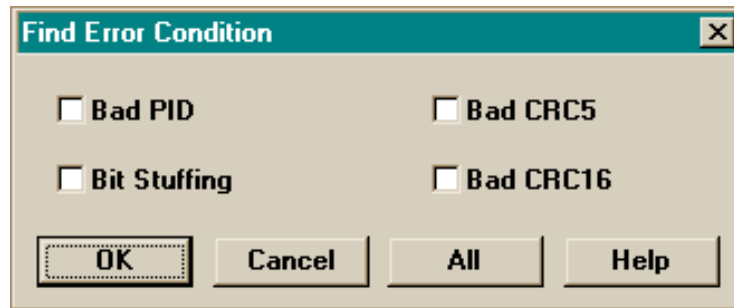 Find Error Condition
Bad PID Bad CRC5
Bit Stuffing Bad CRC16
OK Cancel All Help